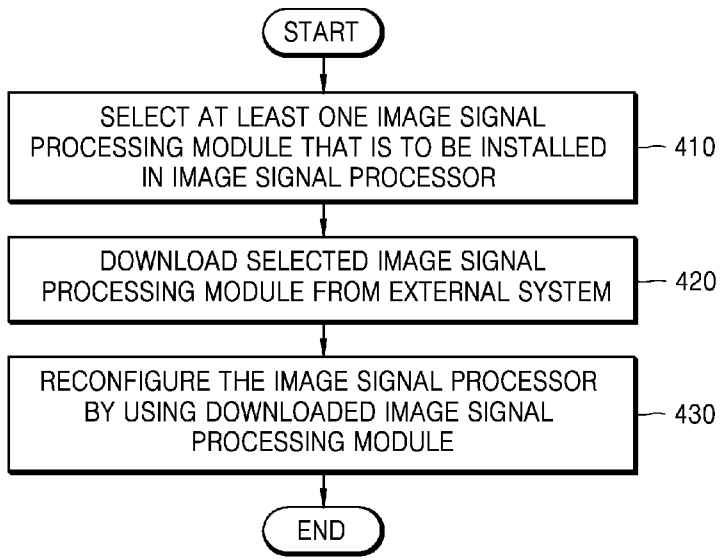 START
SELECT AT LEAST ONE IMAGE SIGNAL
PROCESSING MODULE THAT IS TO BE INSTALLED
IN IMAGE SIGNAL PROCESSOR
410
DOWNLOAD SELECTED IMAGE SIGNAL
PROCESSING MODULE FROM EXTERNAL SYSTEM
420
RECONFIGURE THE IMAGE SIGNAL PROCESSOR
BY USING DOWNLOADED IMAGE SIGNAL
PROCESSING MODULE
430
END